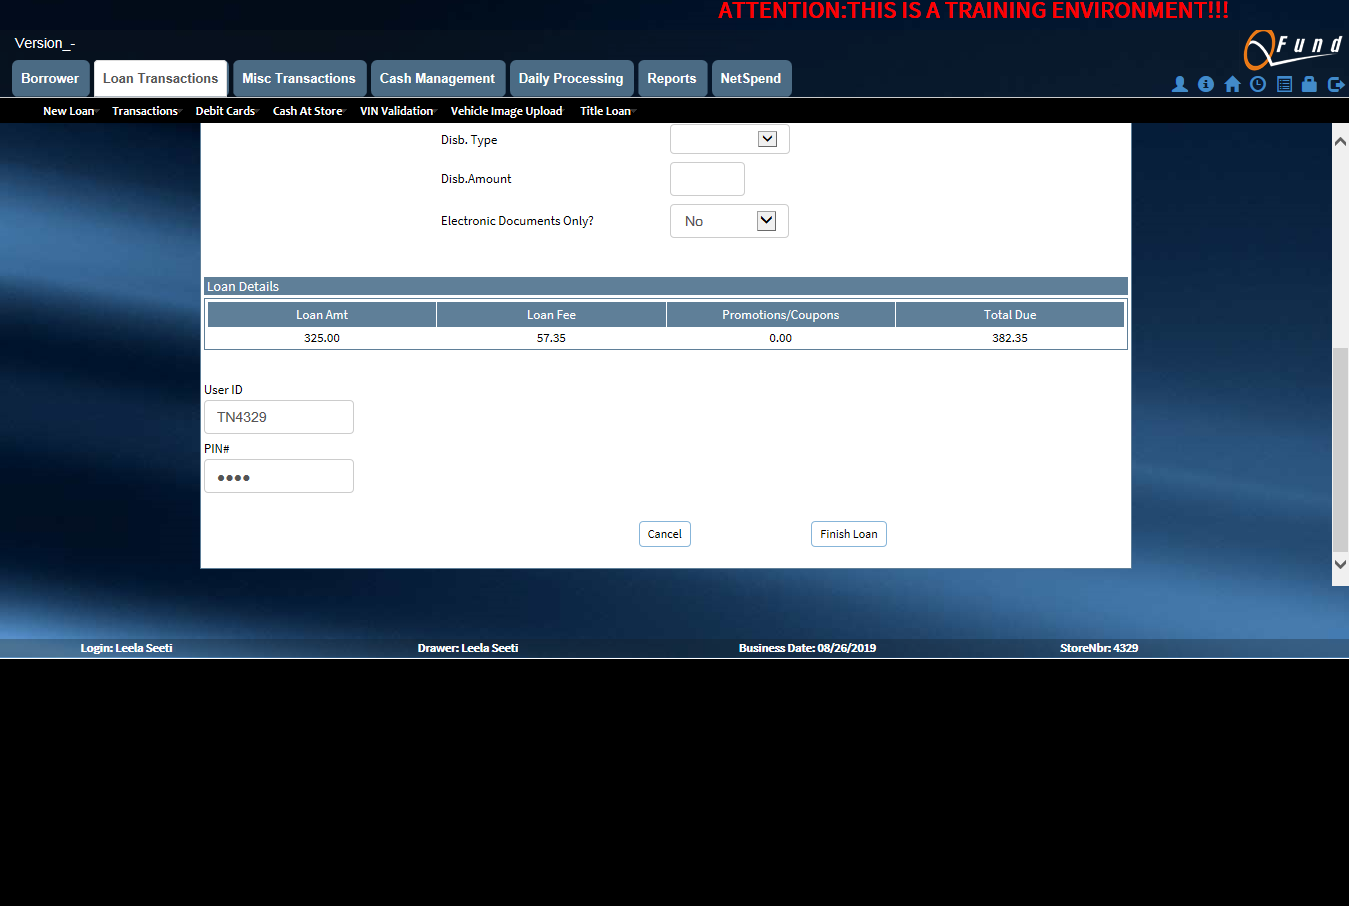 ATTENTION:THIS IS A TRAINING ENVIRONMENT!!!
Version_-
QFund
Borrower Loan Transactions Misc Transactions Cash Management Daily Processing Reports NetSpend
New Loan Transactions Debit Cards Cash At Store VIN Validation Vehicle Image Upload Title Loan
Disb. Type
Disb.Amount
Electronic Documents Only? No
Loan Details
Loan Amt Loan Fee Promotions/Coupons Total Due
325.00 57.35 0.00 382.35
User ID
TN4329
PIN#
••••
Cancel Finish Loan
Login: Leela Seeti Drawer: Leela Seeti Business Date: 08/26/2019 StoreNbr: 4329